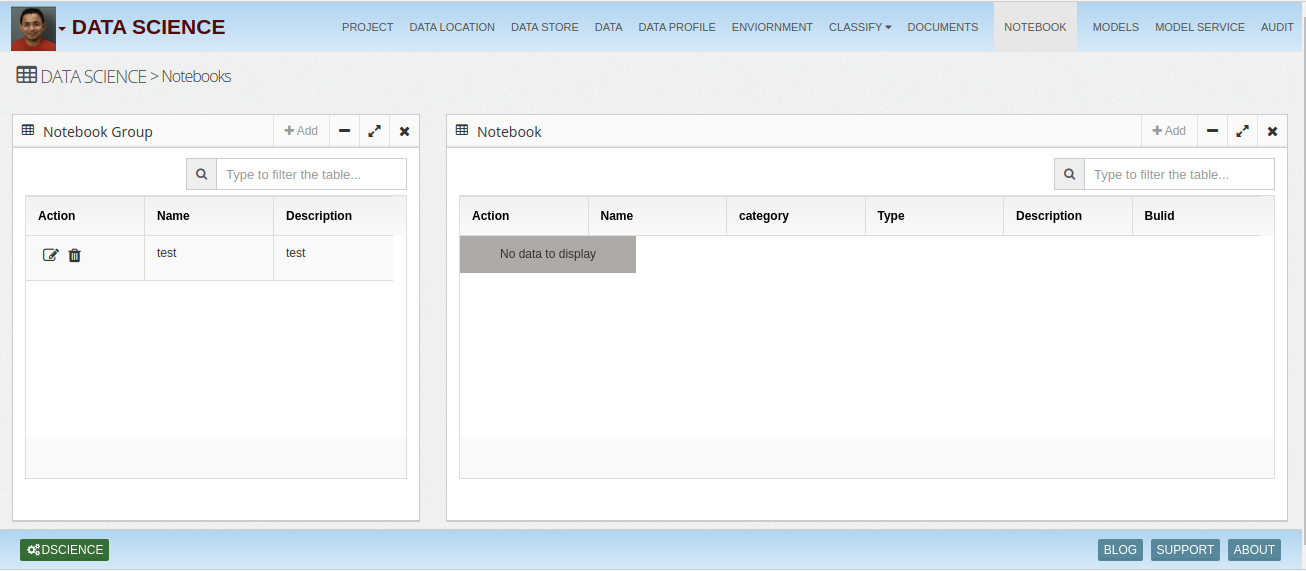 DATA SCIENCE PROJECT DATA LOCATION DATA STORE DATA DATA PROFILE ENVIORNMENT CLASSIFY DOCUMENTS NOTEBOOK MODELS MODEL SERVICE AUDIT
DATA SCIENCE > Notebooks
Notebook Group Add
Type to filter the table...
Action Name Description
test test
Notebook Add
Type to filter the table...
Action Name category Type Description Bulid
No data to display
DSCIENCE BLOG SUPPORT ABOUT